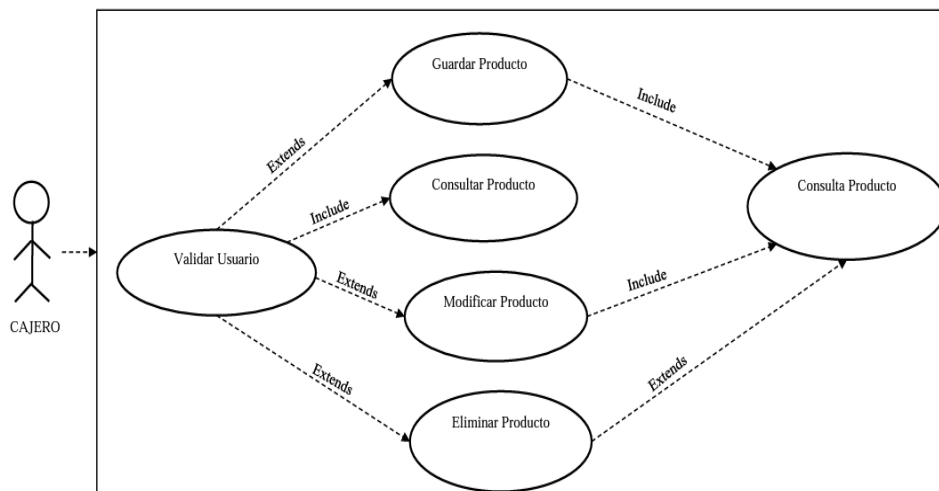 Guardar Producto
Include
Extends
Consultar Producto
Consulta Producto
Include
Validar Usuario
Extends
Include
Modificar Producto
CAJERO
Extends
Extends
Eliminar Producto